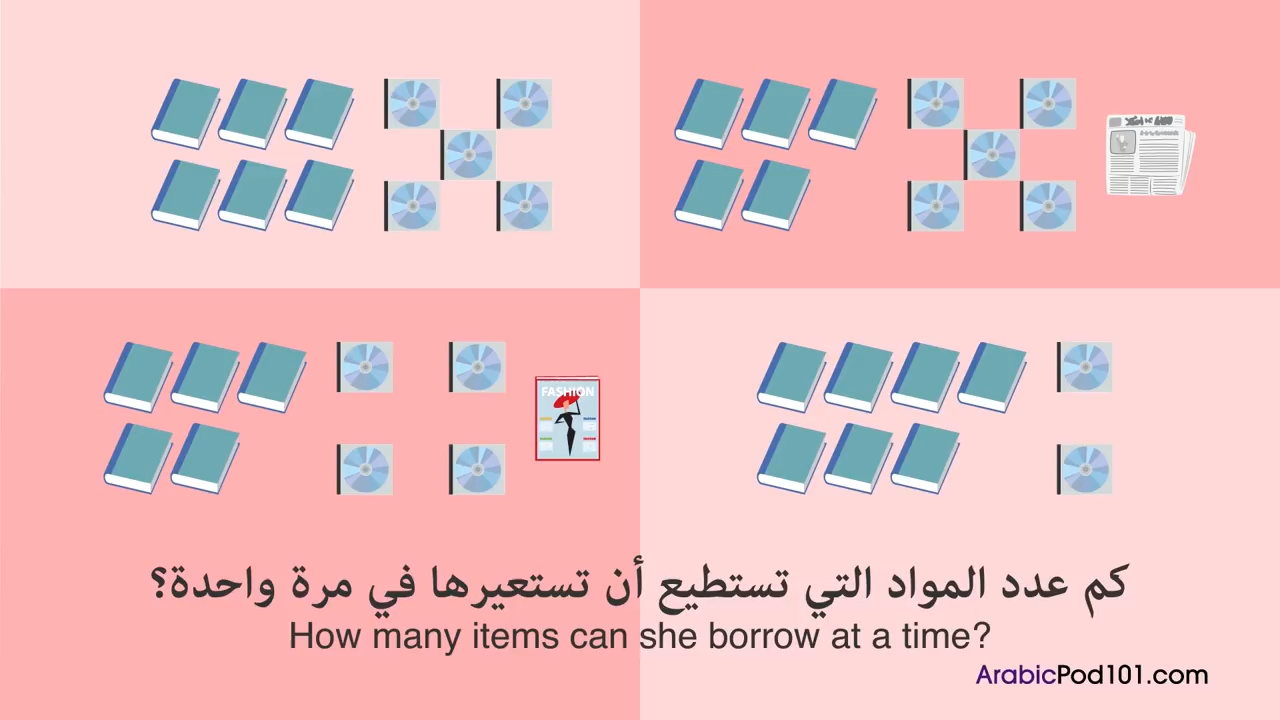 FASHION
كم عدد المواد التي تستطيع أن تستعيرها في مرة واحدة؟
How many items can she borrow at a time?
ArabicPod101.com